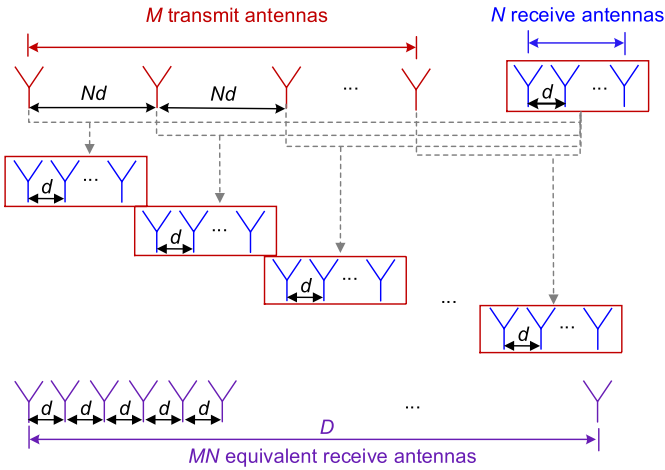 M transmit antennas
N receive antennas
Nd
Nd
...
d
...
d
...
d
...
d
...
...
d
...
d
d
d
d
d
...
D
MN equivalent receive antennas